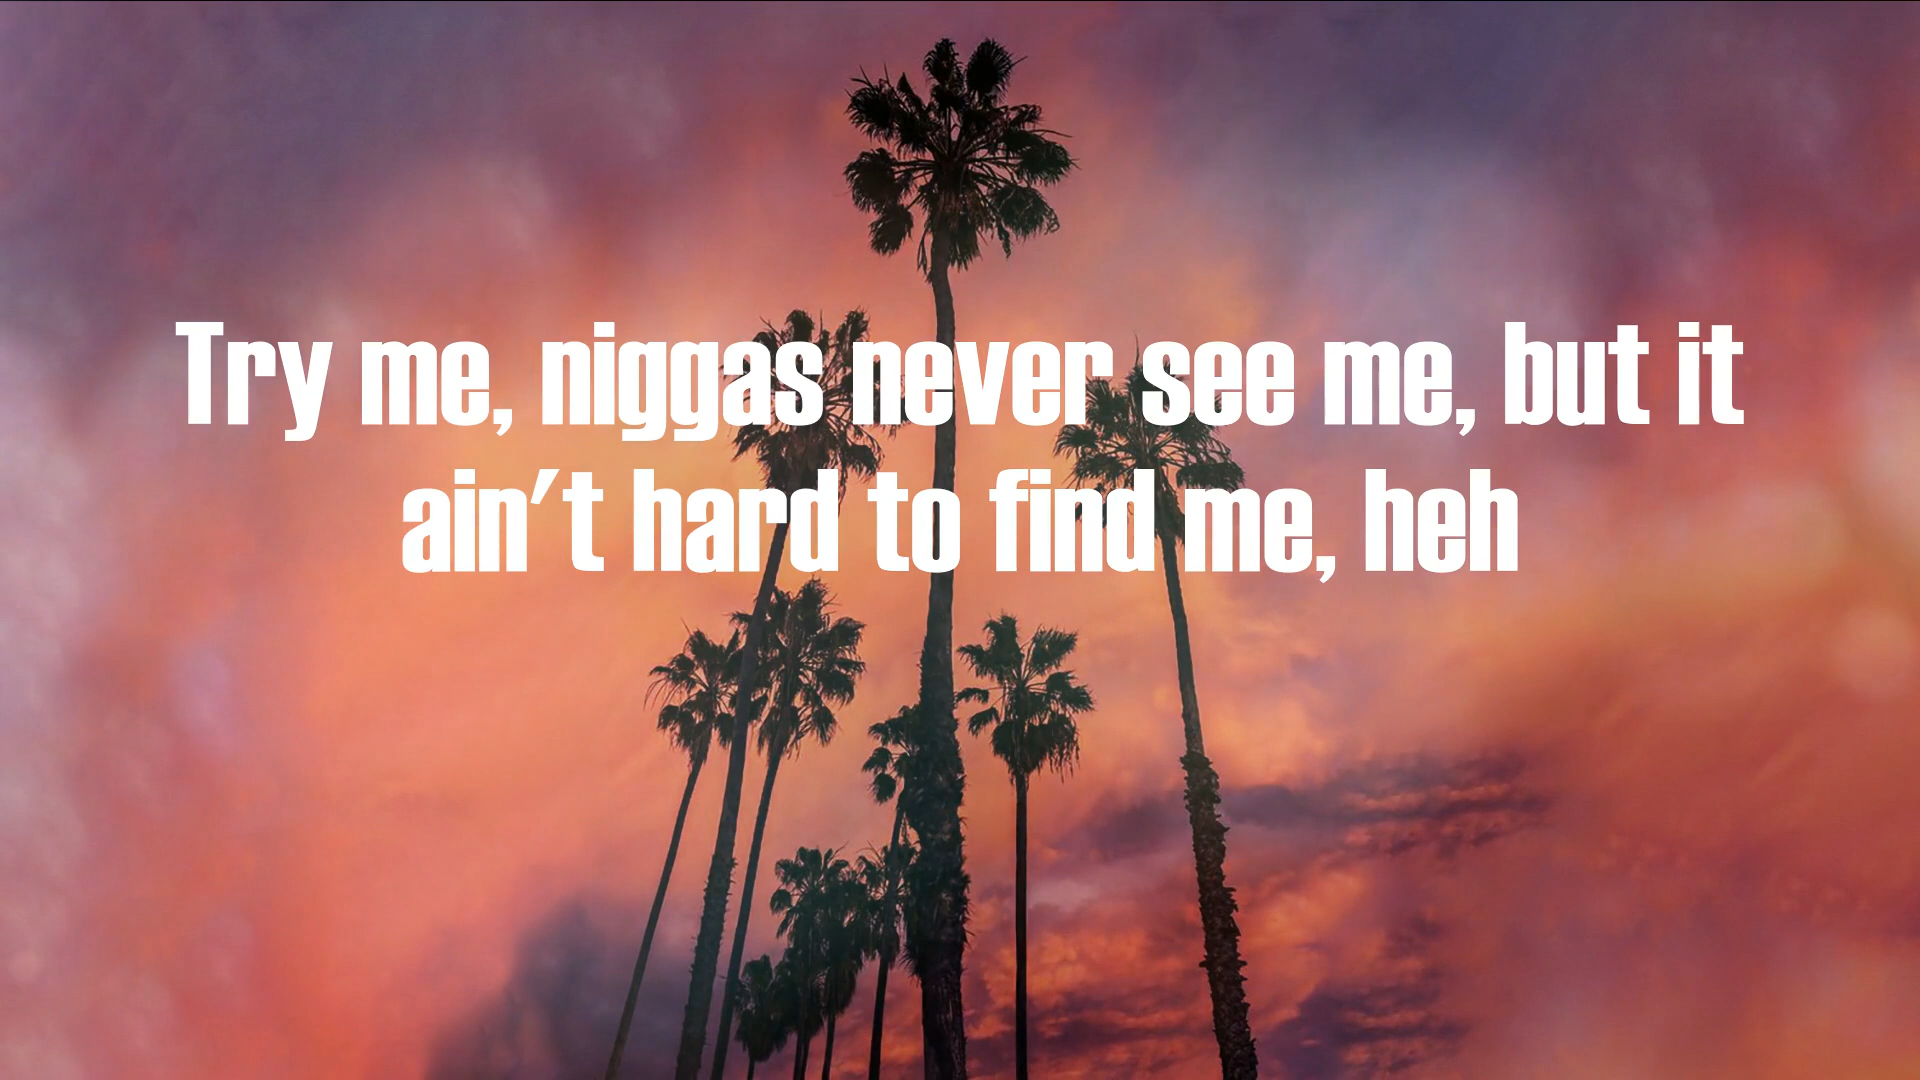 Try me, niggas never see me, but it
ain't hard to find me, heh